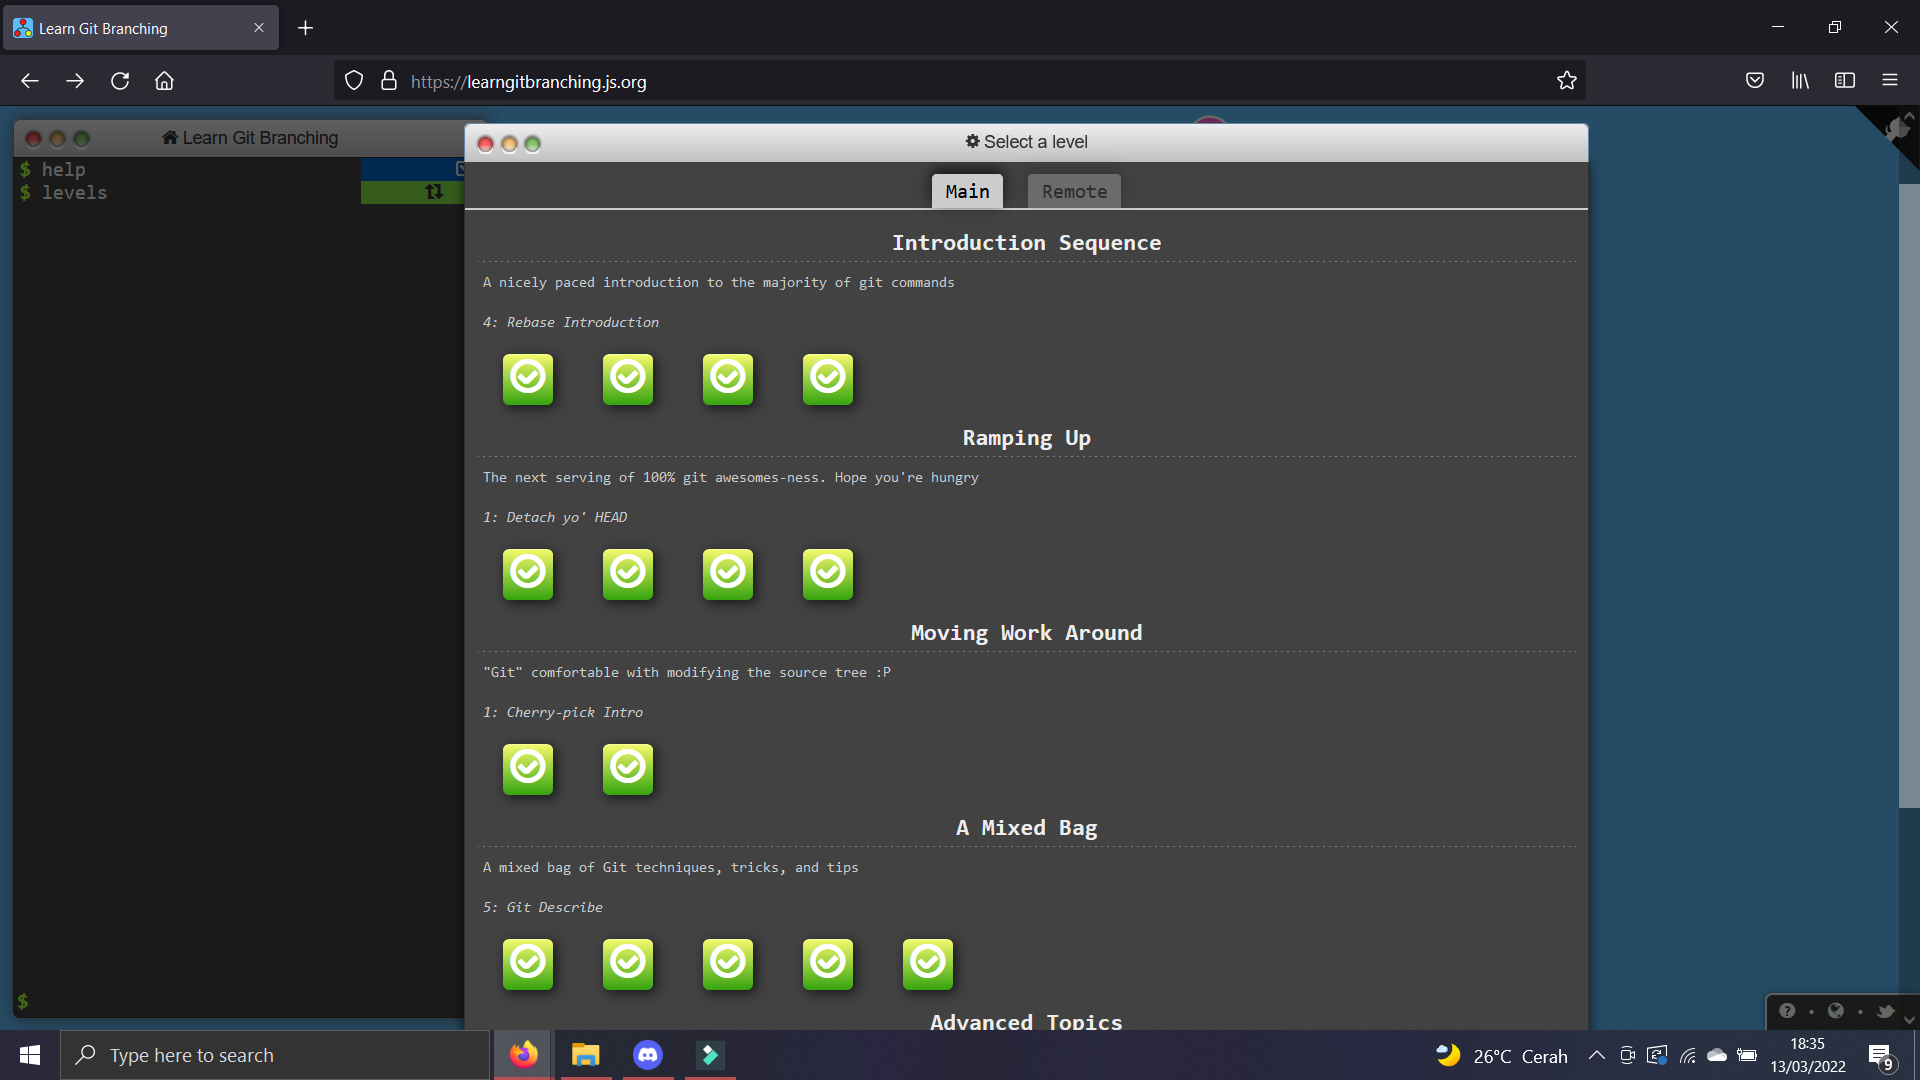 Learn Git Branching
https://learngitbranching.js.org
Learn Git Branching
$ help
$ levels
$
Select a level
Main
Remote
Introduction Sequence
A nicely paced introduction to the majority of git commands
4: Rebase Introduction
Ramping Up
The next serving of 100% git awesomes-ness. Hope you're hungry
1: Detach yo' HEAD
Moving Work Around
"Git" comfortable with modifying the source tree :P
1: Cherry-pick Intro
A Mixed Bag
A mixed bag of Git techniques, tricks, and tips
5: Git Describe
Advanced Topics
Type here to search
26°C Cerah
18:35
13/03/2022
9